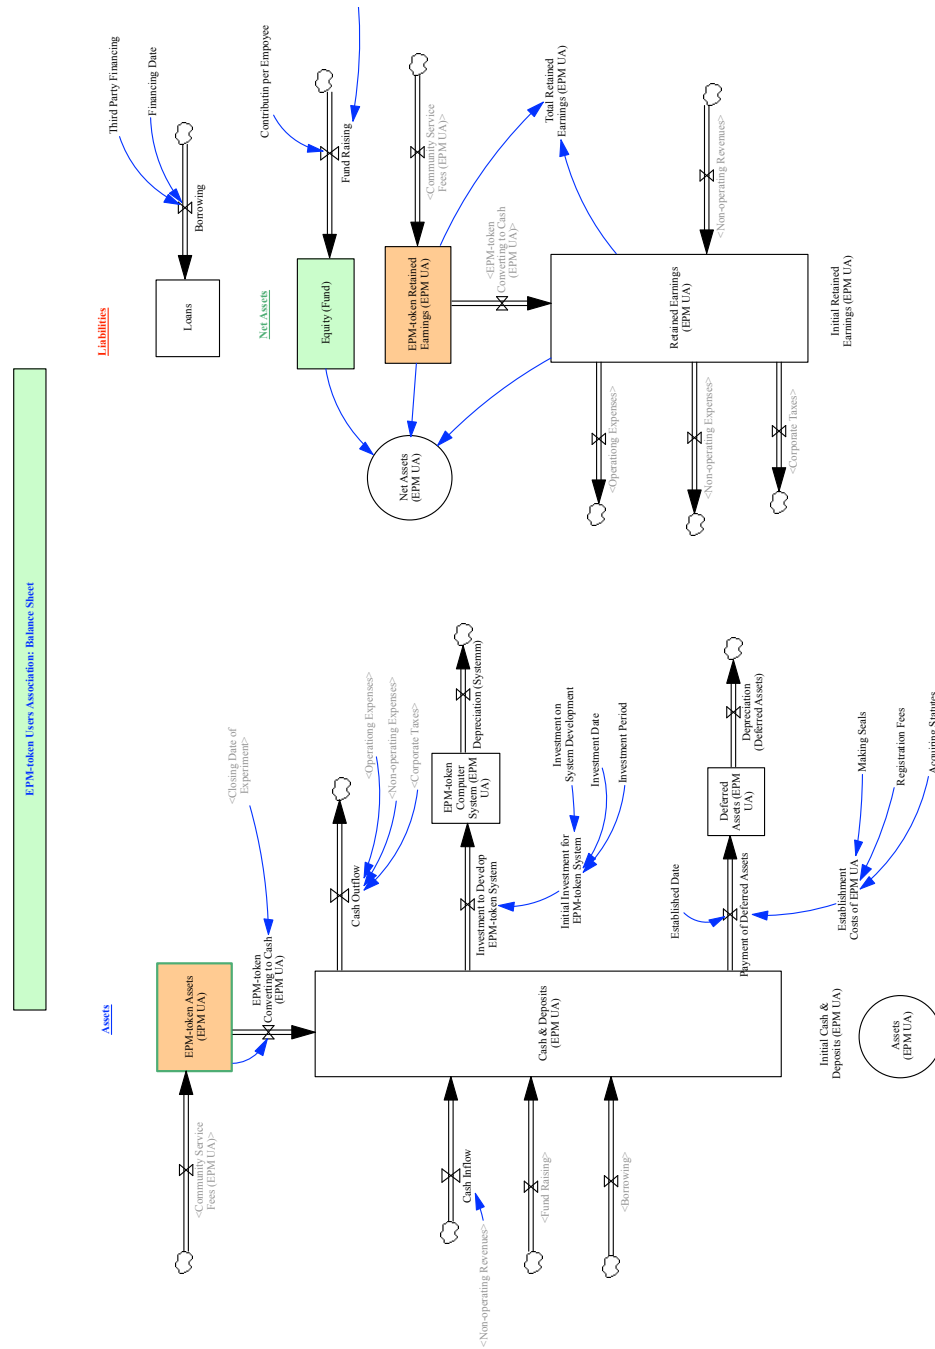 EPM-token Users Association: Balance Sheet
Assets
<Community Service
Fees (EPM UA)>
EPM-token Assets
(EPM UA)
EPM-token
Converting to Cash
(EPM UA)
<Closing Date of
Experiment>
Cash & Deposits
(EPM UA)
Cash Inflow
<Non-operating Revenues>
<Fund Raising>
<Borrowing>
Cash Outflow
<Operationg Expenses>
<Non-operating Expenses>
<Corporate Taxes>
Investment to Develop
EPM-token System
EPM-token
Computer
System (EPM
UA)
Depreciation (Systemm)
Initial Investment for
EPM-token System
Investment on
System Development
Investment Date
Investment Period
Established Date
Payment of Deferred Assets
Deferred
Assets (EPM
UA)
Depreciation
(Deferred Assets)
Establishment
Costs of EPM UA
Making Seals
Registration Fees
Acquiring Statutes
Initial Cash &
Deposits (EPM UA)
Assets
(EPM UA)
Liabilities
Loans
Borrowing
Third Party Financing
Financing Date
Net Assets
Equity (Fund)
Fund Raising
Contributin per Empoyee
EPM-token Retained
Earnings (EPM UA)
<Community Service
Fees (EPM UA)>
<EPM-token
Converting to Cash
(EPM UA)>
Total Retained
Earnings (EPM UA)
Net Assets
(EPM UA)
Retained Earnings
(EPM UA)
<Non-operating Revenues>
<Operationg Expenses>
<Non-operating Expenses>
<Corporate Taxes>
Initial Retained
Earnings (EPM UA)